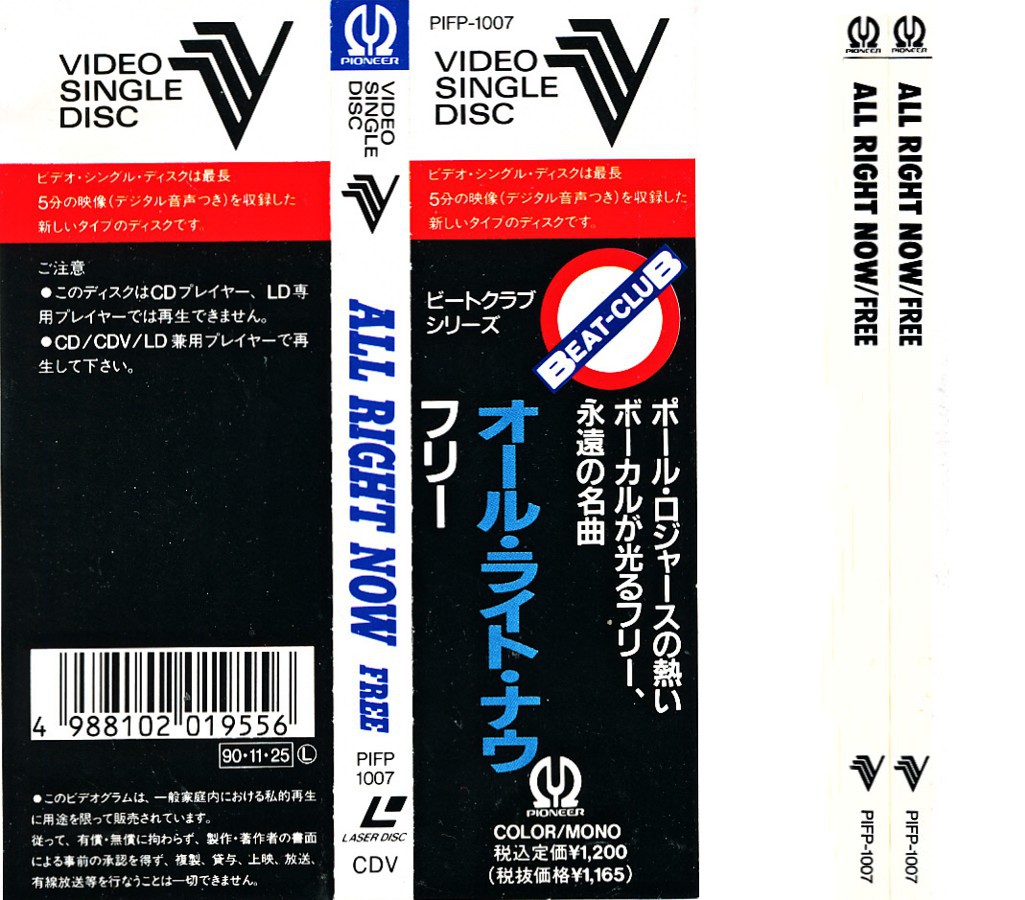 VIDEO
SINGLE
DISC
ビデオ・シングル・ディスクは最長
5分の映像(デジタル音声つき)を収録した
新しいタイプのディスクです。
ご注意
●このディスクはCDプレイヤー、LD専
用プレイヤーでは再生できません。
●CD/CDV/LD兼用プレイヤーで再
生して下さい。
4 988102 019556
90・11・25 L
●このビデオグラムは、一般家庭内における私的再生
に用途を限って販売されています。
従って、有償・無償に拘わらず、製作・著作者の書面
による事前の承認を得ず、複製、貸与、上映、放送、
有線放送等を行なうことは一切できません。
PIONEER
VIDEO
SINGLE
DISC
ALL RIGHT NOW FREE
PIFP
1007
LASER DISC
CDV
PIFP-1007
VIDEO
SINGLE
DISC
ビデオ・シングル・ディスクは最長
5分の映像(デジタル音声つき)を収録した
新しいタイプのディスクです。
ビートクラブ
シリーズ
BEAT-CLUB
ポール・ロジャースの熱い
ボーカルが光るフリー、
永遠の名曲
オール・ライト・ナウ
フリー
PIONEER
COLOR/MONO
税込定価¥1,200
(税抜価格¥1,165)
PIONEER
ALL RIGHT NOW/FREE
PIFP-1007
PIONEER
ALL RIGHT NOW/FREE
PIFP-1007